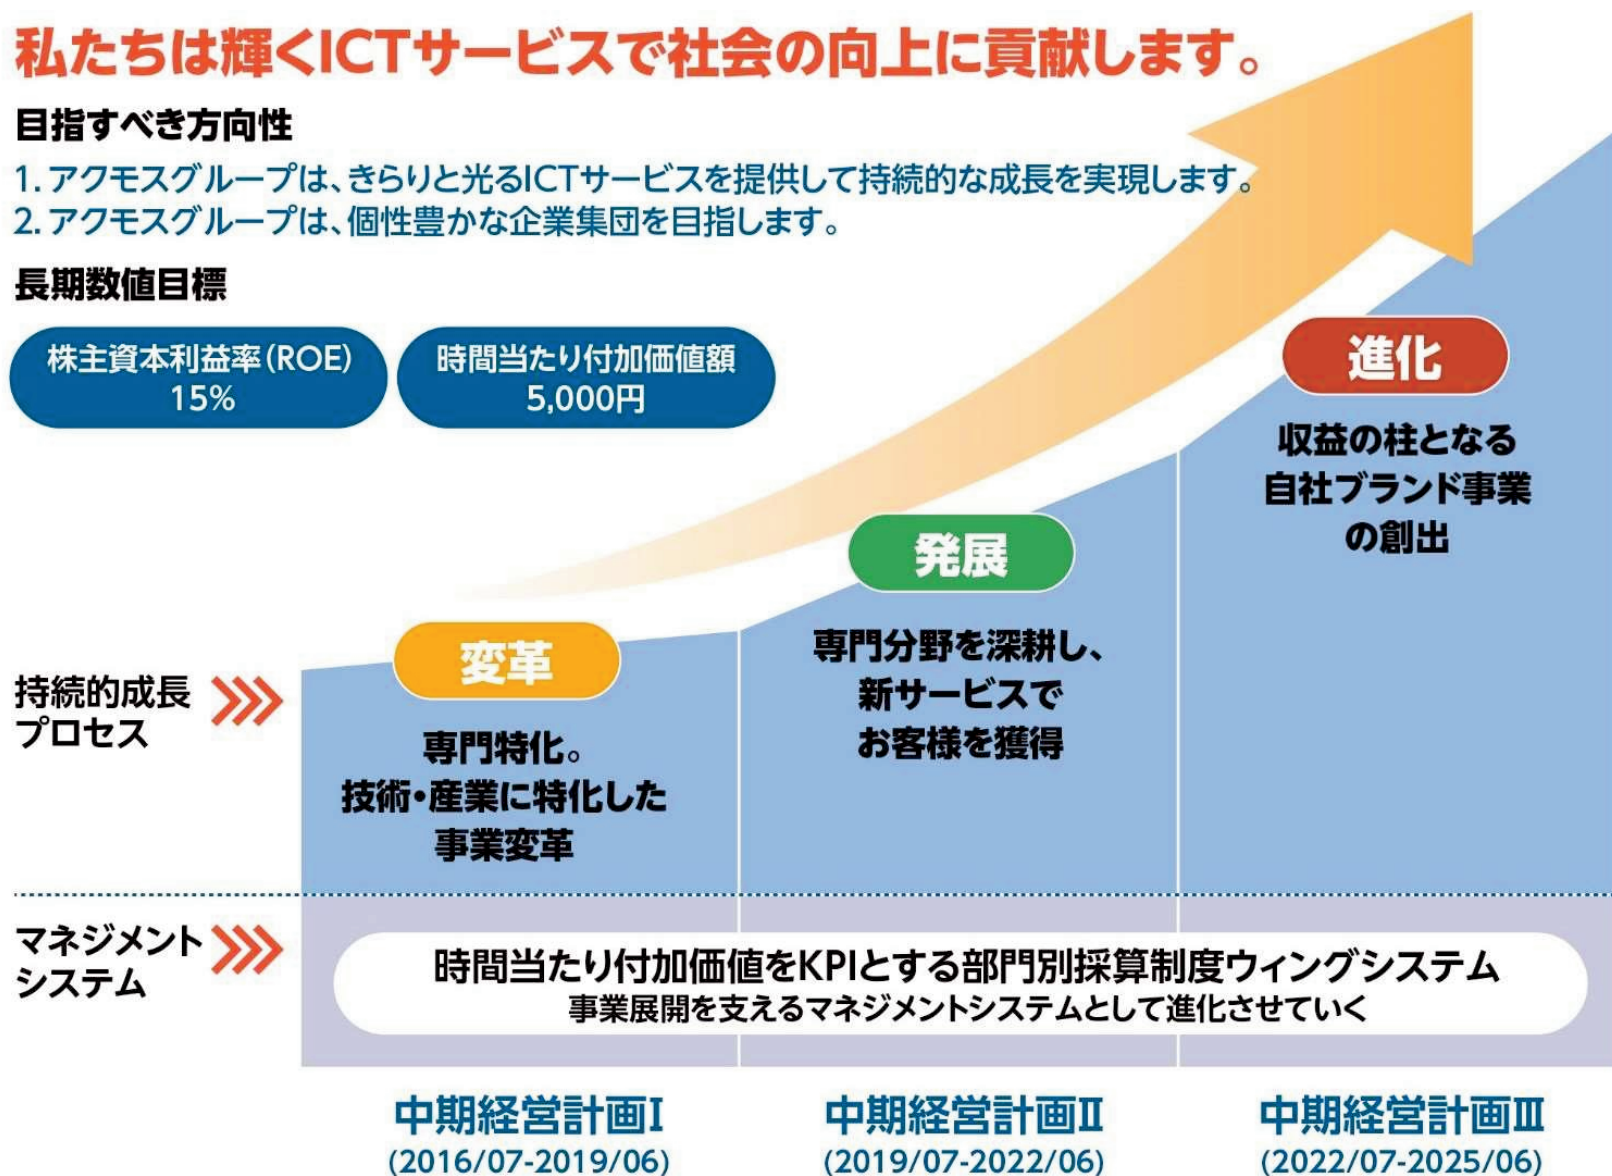 私たちは輝くICTサービスで社会の向上に貢献します。
目指すべき方向性
1. アクモスグループは、きらりと光るICTサービスを提供して持続的な成長を実現します。
2. アクモスグループは、個性豊かな企業集団を目指します。
長期数値目標
株主資本利益率(ROE)
15%
時間当たり付加価値額
5,000円
進化
収益の柱となる
自社ブランド事業
の創出
発展
専門分野を深耕し、
新サービスで
お客様を獲得
変革
専門特化。
技術・産業に特化した
事業変革
持続的成長
プロセス
マネジメント
システム
時間当たり付加価値をKPIとする部門別採算制度ウィングシステム
事業展開を支えるマネジメントシステムとして進化させていく
中期経営計画Ⅰ
(2016/07-2019/06)
中期経営計画Ⅱ
(2019/07-2022/06)
中期経営計画Ⅲ
(2022/07-2025/06)